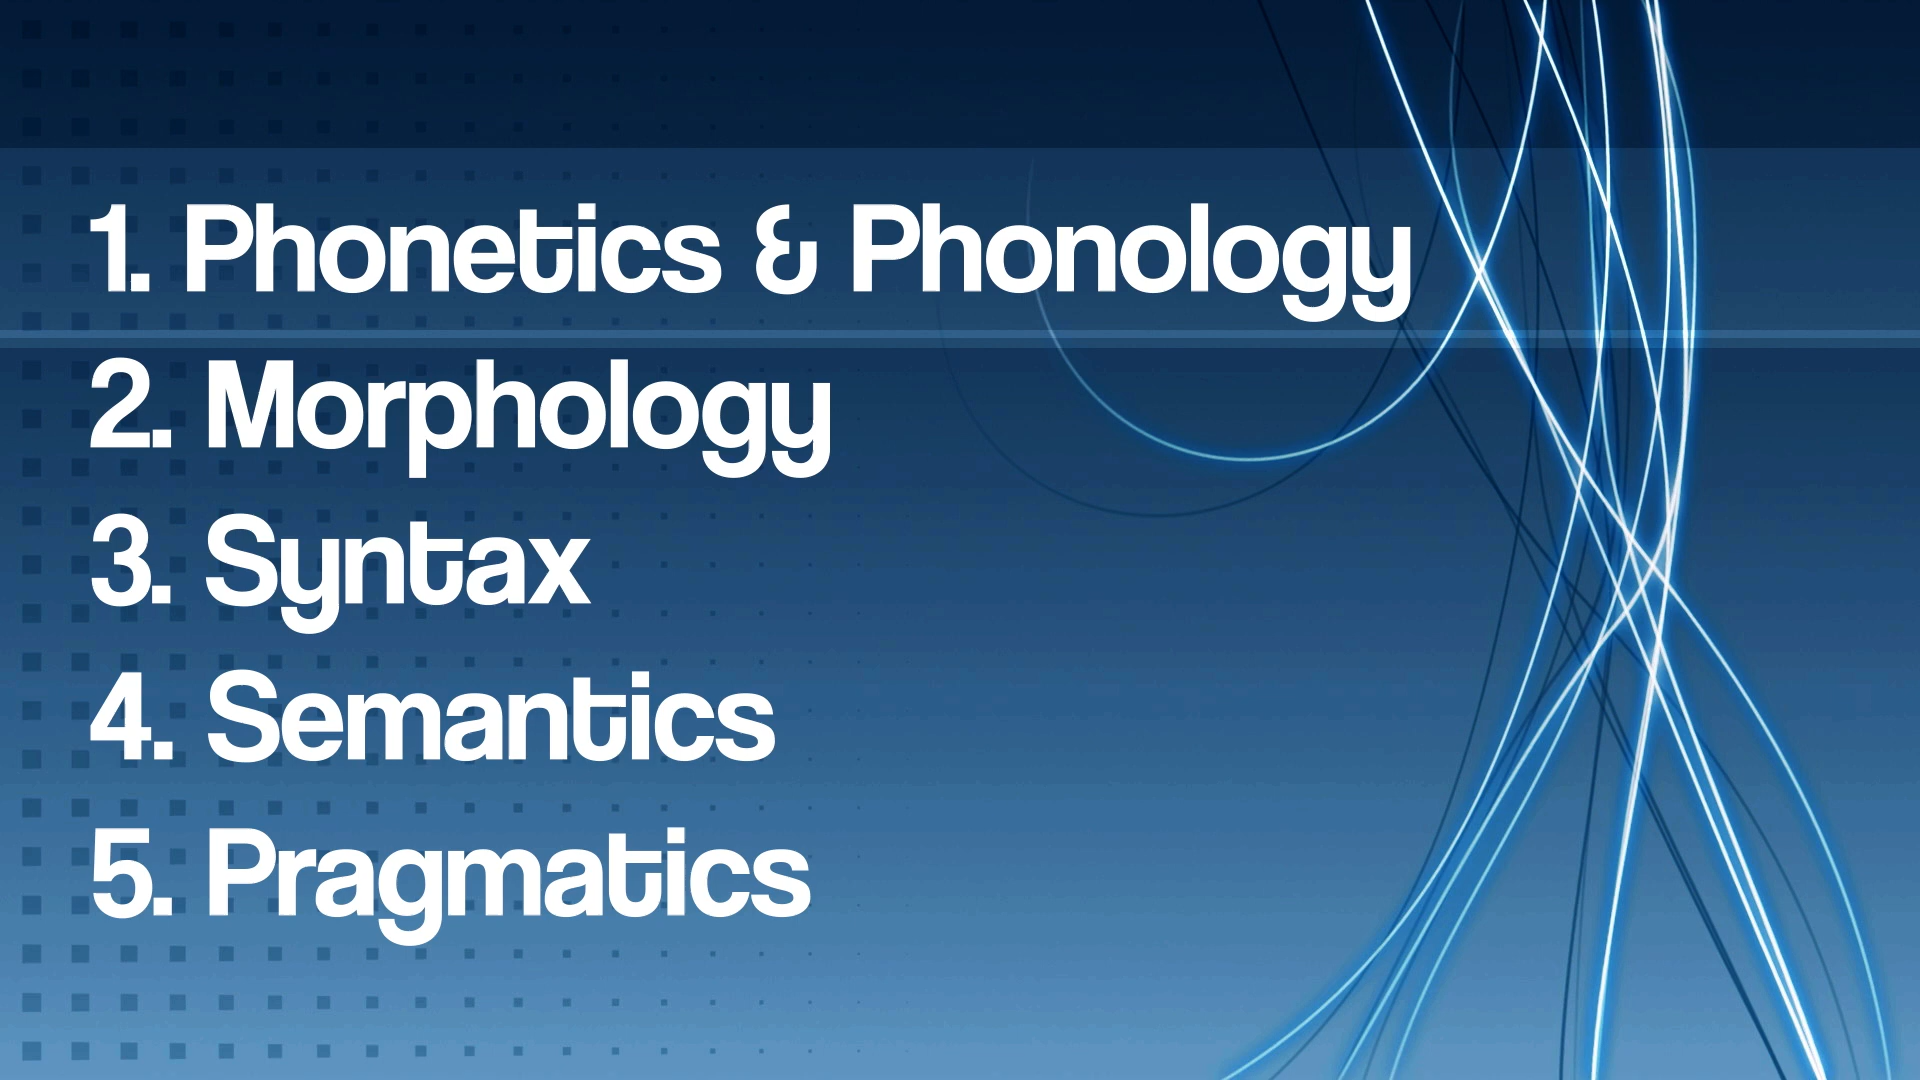 1. Phonetics & Phonology
2. Morphology
3. Syntax
4. Semantics
5. Pragmatics